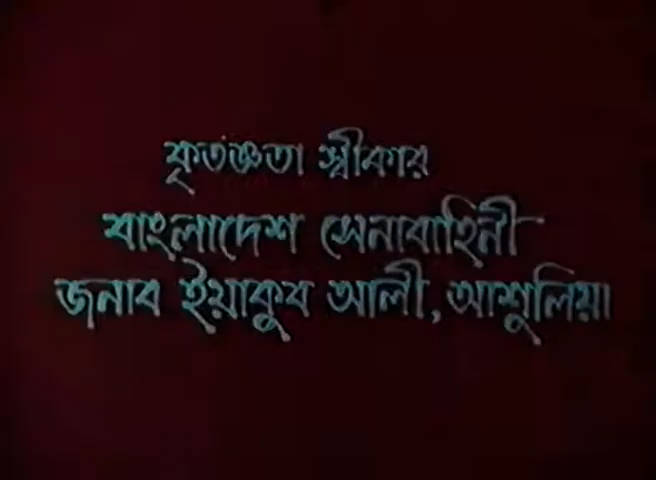 কৃতজ্ঞতা স্বীকার
বাংলাদেশ সেনাবাহিনী
জনাব ইয়াকুব আলী, আশুলিয়া